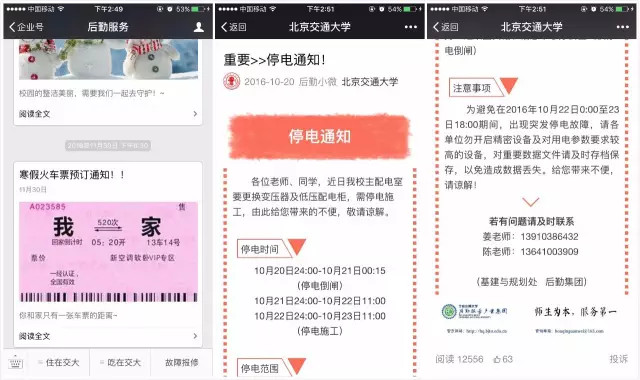 中国移动 下午2:49 53%
企业号 后勤服务
校园的整洁美丽，需要我们一起去守护！~
阅读全文
2016年11月30日 下午5:10
寒假火车票预订通知！！
11月30日
A023585 售
我 520次 家
回家倒计时 05:20开 13车14号
票价 新空调软卧VIP专区
一经认证，
全国有效
你和家只有一张车票的距离~
阅读全文
住在交大 吃在交大 故障报修
中国移动 下午2:51 54%
返回 北京交通大学
重要>>停电通知！
2016-10-20 后勤小微 北京交通大学
停电通知
各位老师、同学，近日我校主配电室
要更换变压器及低压配电柜，需停电施
工，由此给您带来的不便，敬请谅解。
停电时间
10月20日24:00-10月21日00:15
(停电倒闸)
10月21日24:00-10月22日11:00
10月22日24:00-10月23日11:00
(停电施工)
停电范围
中国移动 下午2:51 54%
返回 北京交通大学
电倒闸）
注意事项
为避免在2016年10月22日0:00至23
日18:00期间，出现突发停电故障，请各
单位勿开启精密设备及对用电参数要求较
高的设备，对重要数据文件请及时存档保
存，以免造成数据丢失。给您带来不便，
请谅解！
若有问题请及时联系
姜老师：13910386432
陈老师：13641003909
(基建与规划处 后勤集团)
师生为本，服务第一
阅读 12556 63 投诉